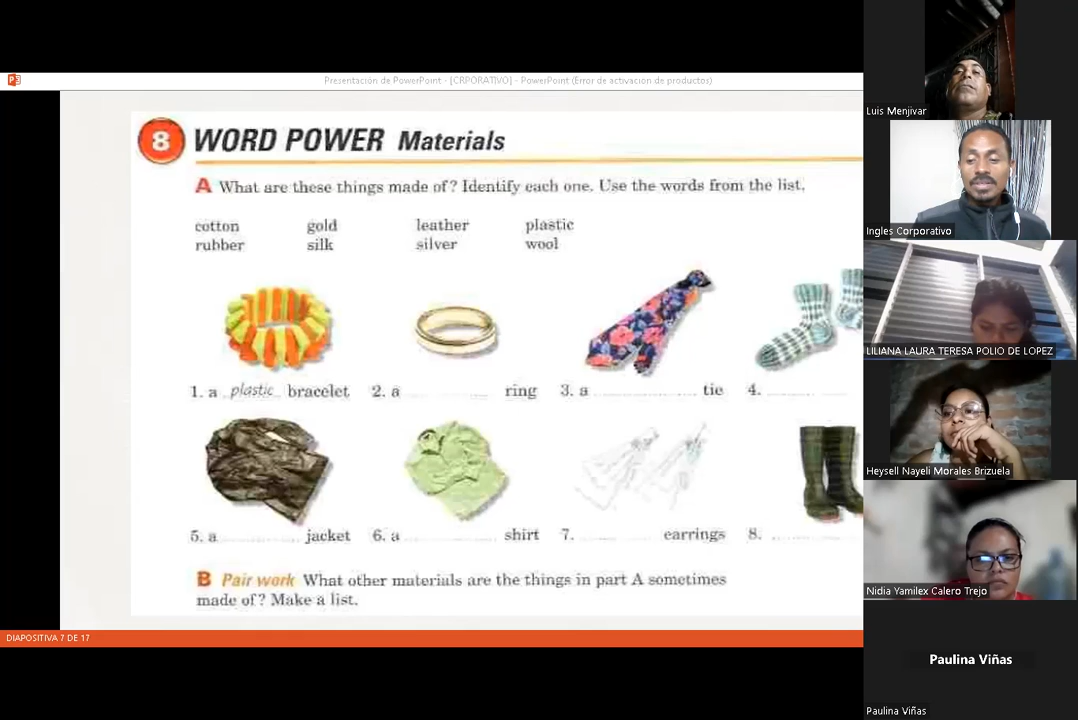 Presentación de PowerPoint - [CRPORATIVO] - PowerPoint (Error de activación de productos)
8 WORD POWER Materials
A What are these things made of? Identify each one. Use the words from the list.
cotton gold leather plastic
rubber silk silver wool
1. a plastic bracelet 2. a ring 3. a tie 4.
5. a jacket 6. a shirt 7. earrings 8.
B Pair work What other materials are the things in part A sometimes
made of? Make a list.
DIAPOSITIVA 7 DE 17
Luis Menjivar
Ingles Corporativo
LILIANA LAURA TERESA POLIO DE LOPEZ
Heysell Nayeli Morales Brizuela
Nidia Yamilex Calero Trejo
Paulina Viñas
Paulina Viñas